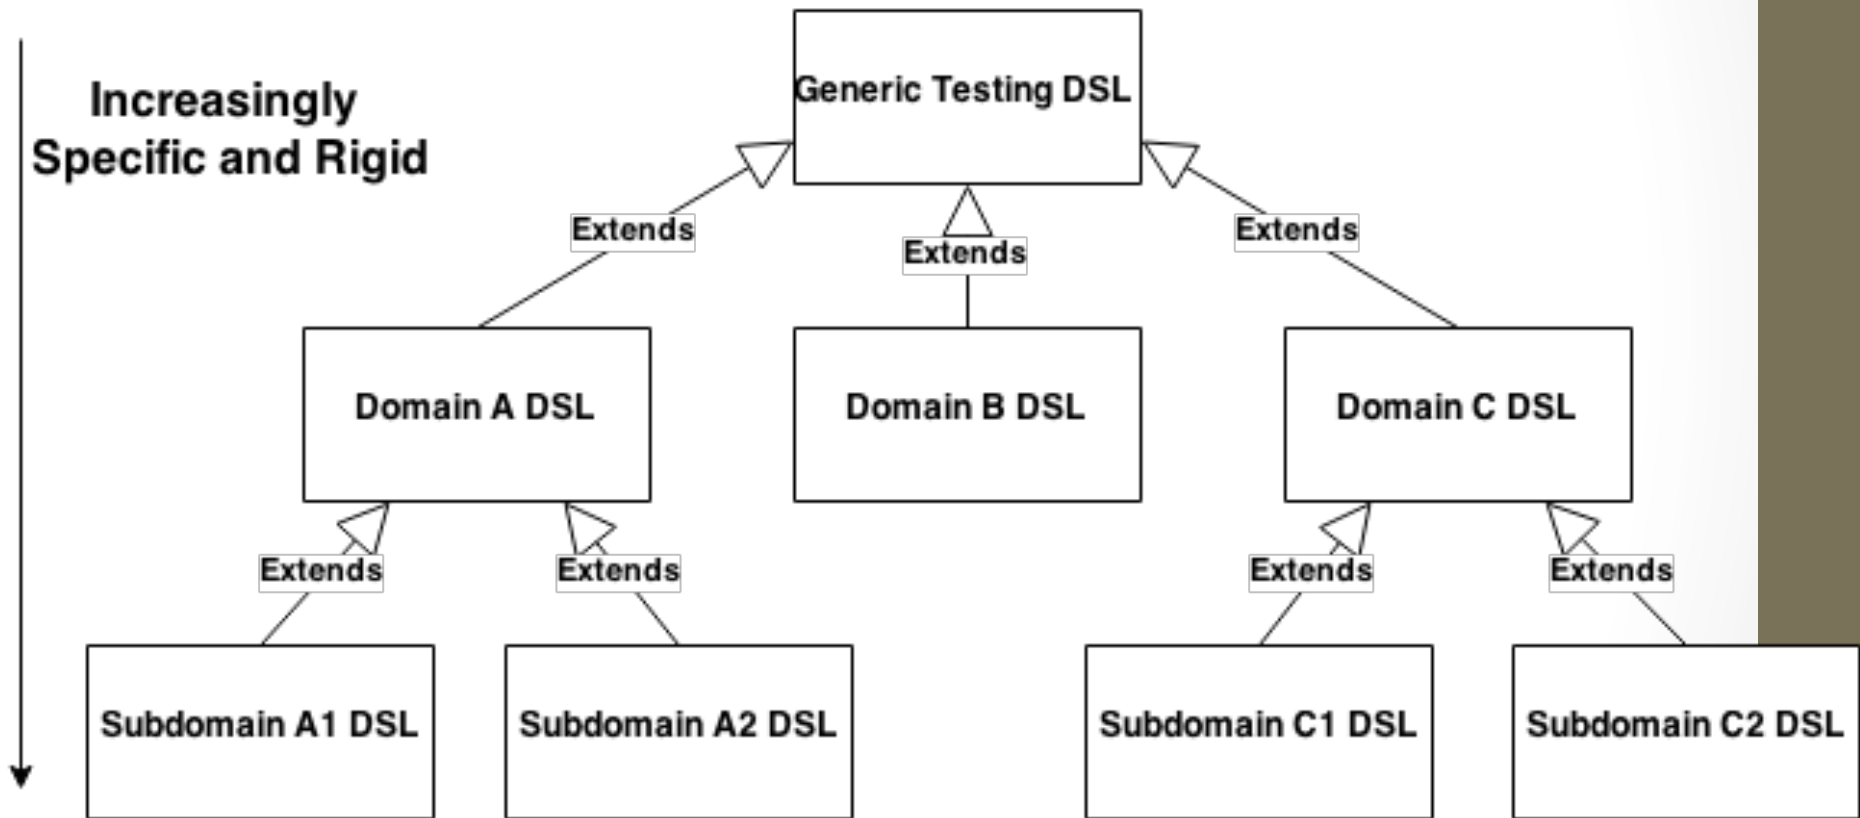 Generic Testing DSL
Increasingly
Specific and Rigid
Extends
Extends
Extends
Domain A DSL
Domain B DSL
Domain C DSL
Extends
Extends
Extends
Extends
Subdomain A1 DSL
Subdomain A2 DSL
Subdomain C1 DSL
Subdomain C2 DSL